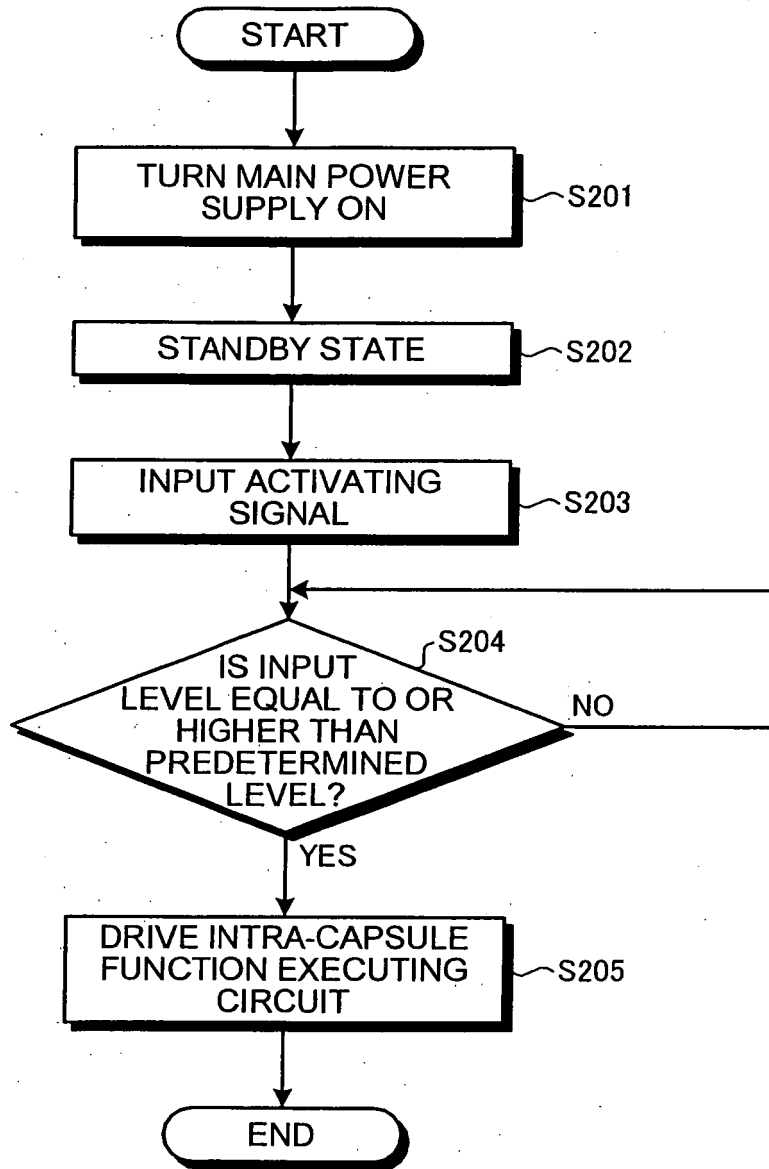 START
TURN MAIN POWER
SUPPLY ON
S201
STANDBY STATE
S202
INPUT ACTIVATING
SIGNAL
S203
S204
IS INPUT
LEVEL EQUAL TO OR
HIGHER THAN
PREDETERMINED
LEVEL?
NO
YES
DRIVE INTRA-CAPSULE
FUNCTION EXECUTING
CIRCUIT
S205
END